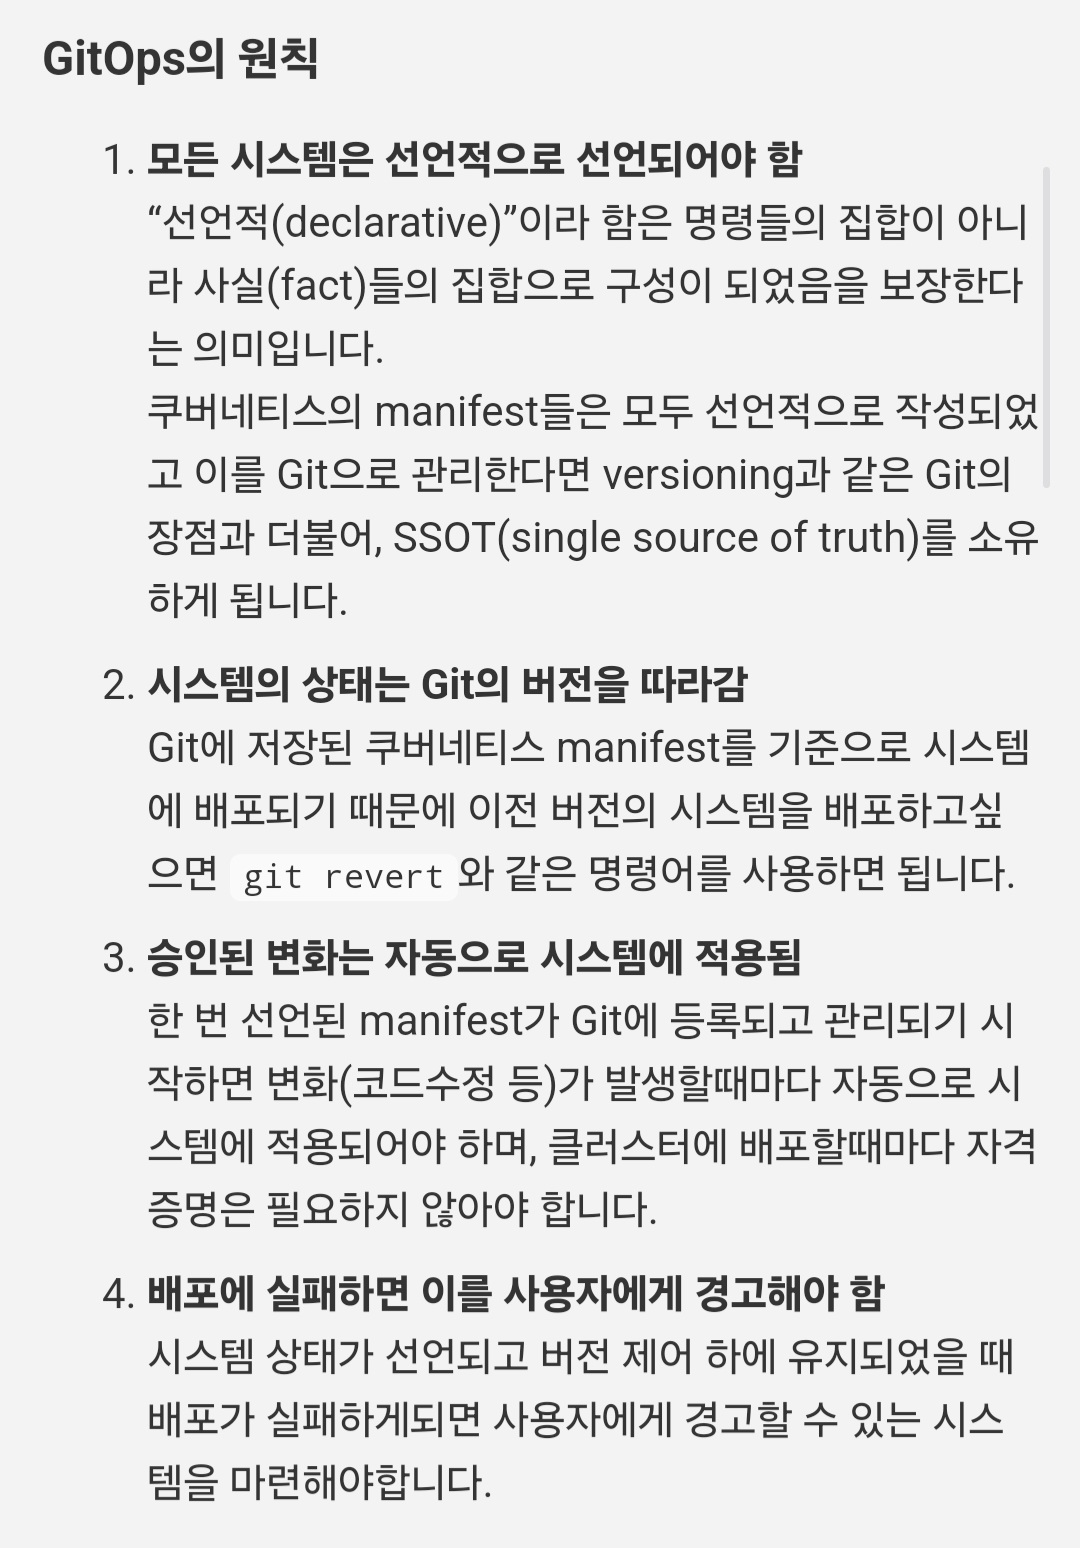 GitOps의 원칙
1. 모든 시스템은 선언적으로 선언되어야 함
“선언적(declarative)”이라 함은 명령들의 집합이 아니
라 사실(fact)들의 집합으로 구성이 되었음을 보장한다
는 의미입니다.
쿠버네티스의 manifest들은 모두 선언적으로 작성되었
고 이를 Git으로 관리한다면 versioning과 같은 Git의
장점과 더불어, SSOT(single source of truth)를 소유
하게 됩니다.
2. 시스템의 상태는 Git의 버전을 따라감
Git에 저장된 쿠버네티스 manifest를 기준으로 시스템
에 배포되기 때문에 이전 버전의 시스템을 배포하고싶
으면 git revert와 같은 명령어를 사용하면 됩니다.
3. 승인된 변화는 자동으로 시스템에 적용됨
한 번 선언된 manifest가 Git에 등록되고 관리되기 시
작하면 변화(코드수정 등)가 발생할때마다 자동으로 시
스템에 적용되어야 하며, 클러스터에 배포할때마다 자격
증명은 필요하지 않아야 합니다.
4. 배포에 실패하면 이를 사용자에게 경고해야 함
시스템 상태가 선언되고 버전 제어 하에 유지되었을 때
배포가 실패하게되면 사용자에게 경고할 수 있는 시스
템을 마련해야합니다.